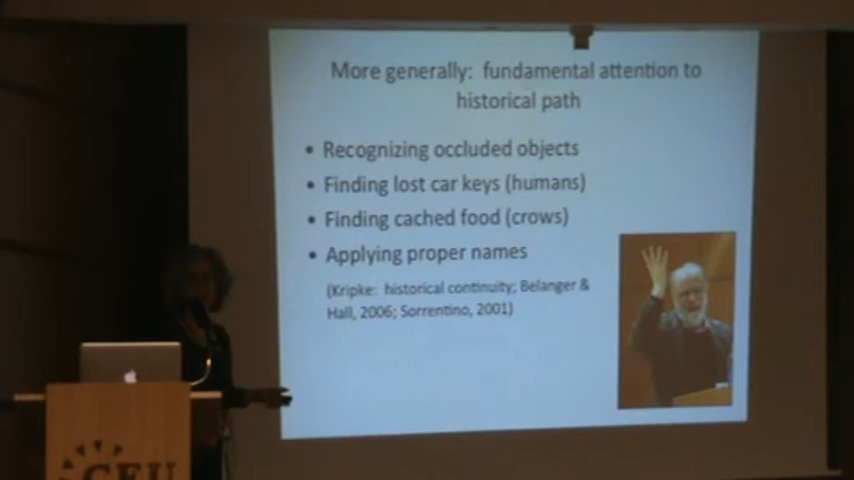 More generally: fundamental attention to
historical path
• Recognizing occluded objects
• Finding lost car keys (humans)
• Finding cached food (crows)
• Applying proper names
(Kripke: historical continuity; Belanger &
Hall, 2006; Sorrentino, 2001)
CEU